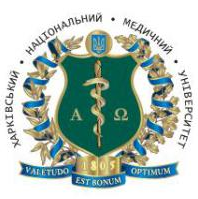 ХАРКІВСЬКИЙ • НАЦІОНАЛЬНИЙ • МЕДИЧНИЙ • УНІВЕРСИТЕТ
Α Ω
1805
VALETUDO EST BONUM OPTIMUM